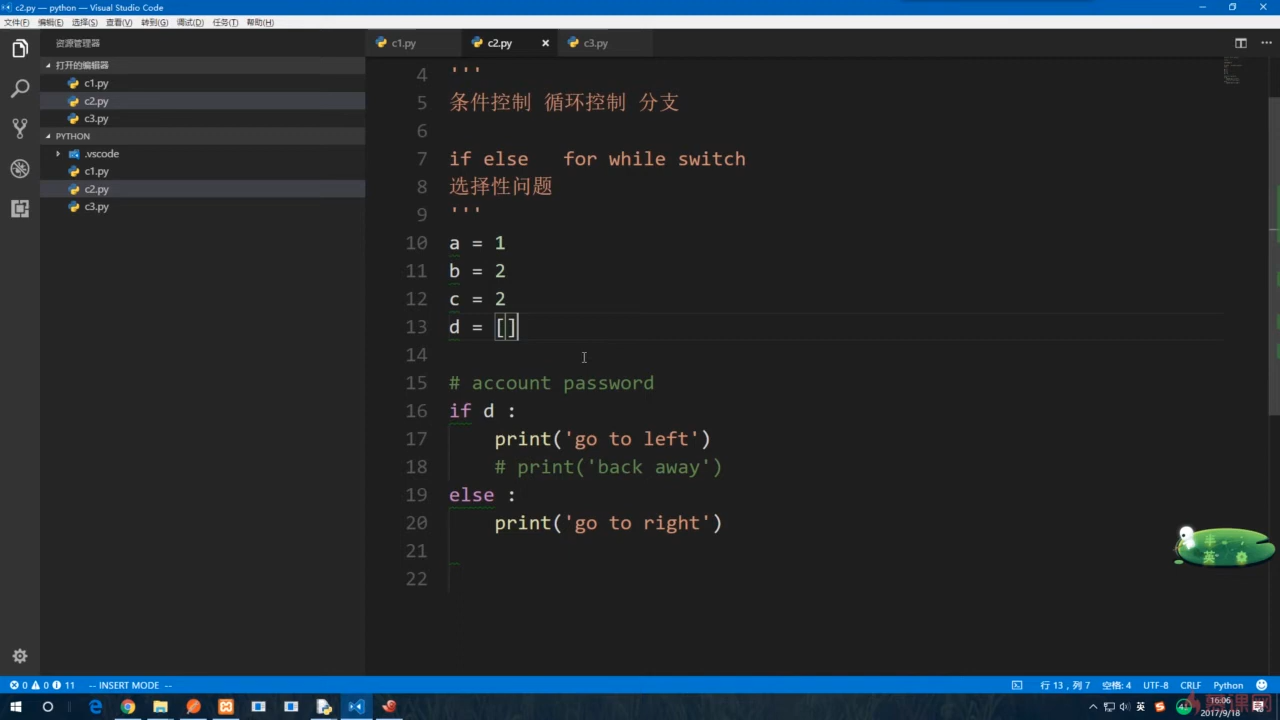 c2.py — python — Visual Studio Code
文件(F) 编辑(E) 选择(S) 查看(V) 转到(G) 调试(D) 任务(T) 帮助(H)
资源管理器
打开的编辑器
c1.py
c2.py
c3.py
PYTHON
.vscode
c1.py
c2.py
c3.py
c1.py c2.py c3.py
4 '''
5 条件控制 循环控制 分支
6
7 if else   for while switch
8 选择性问题
9 '''
10 a = 1
11 b = 2
12 c = 2
13 d = []
14
15 # account password
16 if d :
17     print('go to left')
18     # print('back away')
19 else :
20     print('go to right')
21
22
半
英
0 0 11 -- INSERT MODE -- 行 13，列 7 空格: 4 UTF-8 CRLF Python
英 16:06
2017/9/18
慕课网